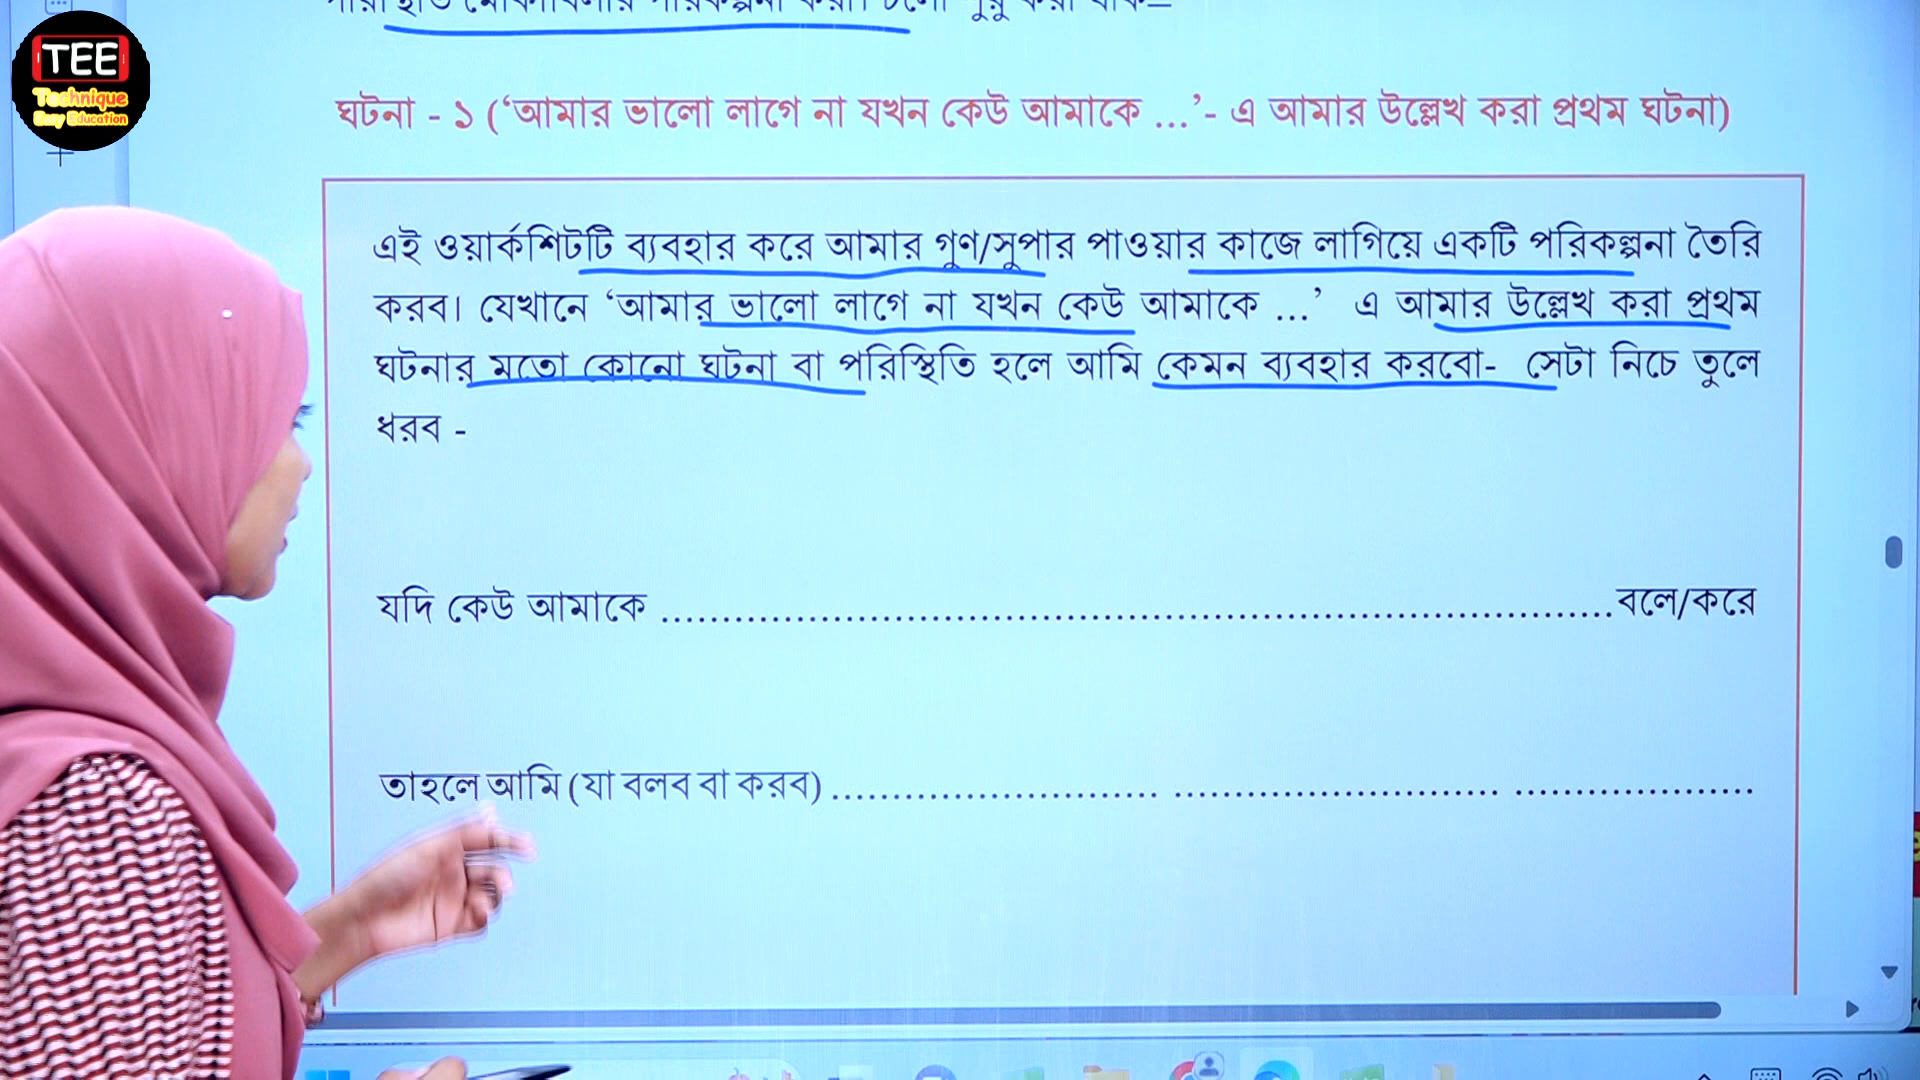 TEE
Technique
Easy Education
ঘটনা - ১ (‘আমার ভালো লাগে না যখন কেউ আমাকে ...’- এ আমার উল্লেখ করা প্রথম ঘটনা)
এই ওয়ার্কশিটটি ব্যবহার করে আমার গুণ/সুপার পাওয়ার কাজে লাগিয়ে একটি পরিকল্পনা তৈরি
করব। যেখানে ‘আমার ভালো লাগে না যখন কেউ আমাকে ...’ এ আমার উল্লেখ করা প্রথম
ঘটনার মতো কোনো ঘটনা বা পরিস্থিতি হলে আমি কেমন ব্যবহার করবো- সেটা নিচে তুলে
ধরব -
যদি কেউ আমাকে ........................................................................... বলে/করে
তাহলে আমি (যা বলব বা করব) ........................... ........................... ....................